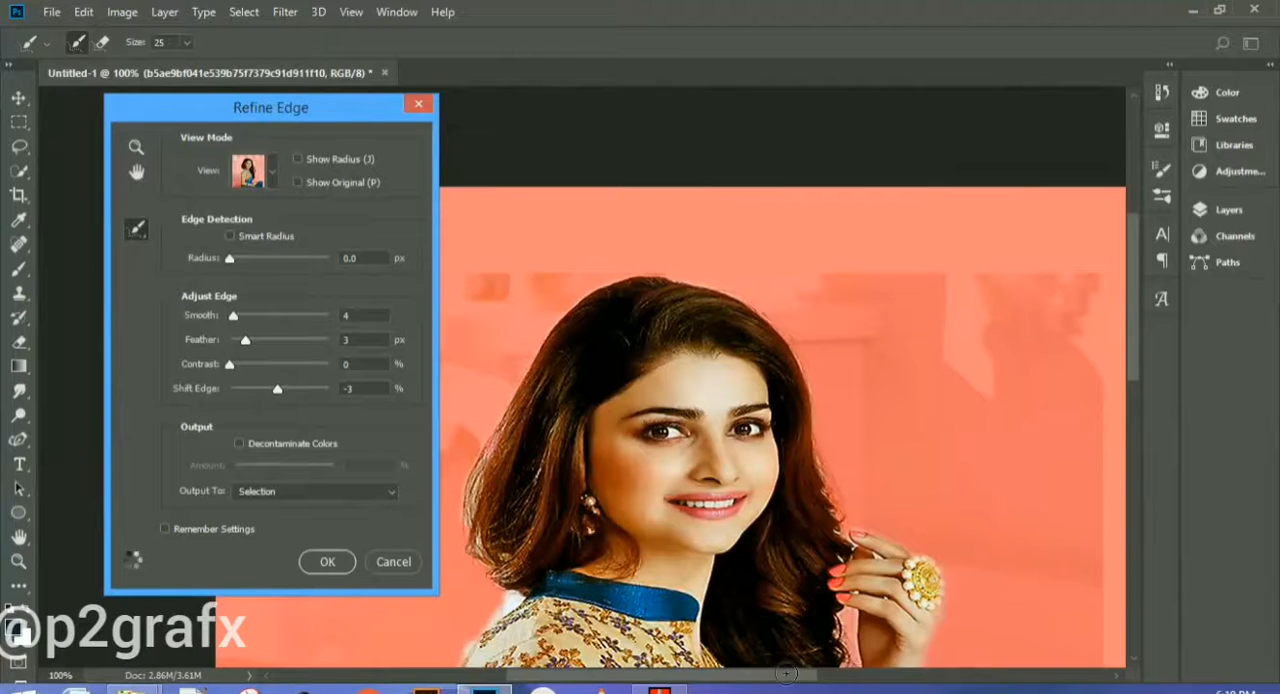 Ps File Edit Image Layer Type Select Filter 3D View Window Help
Size: 25
Untitled-1 @ 100% (b5ae9bf041e539b75f7379c91d911f10, RGB/8) *
Refine Edge
View Mode
View:
Show Radius (J)
Show Original (P)
Edge Detection
Smart Radius
Radius: 0.0 px
Adjust Edge
Smooth: 4
Feather: 3 px
Contrast: 0 %
Shift Edge: -3 %
Output
Decontaminate Colors
Amount: %
Output To: Selection
Remember Settings
OK Cancel
Color
Swatches
Libraries
Adjustme...
Layers
Channels
Paths
@p2grafx
100% Doc: 2.86M/3.61M